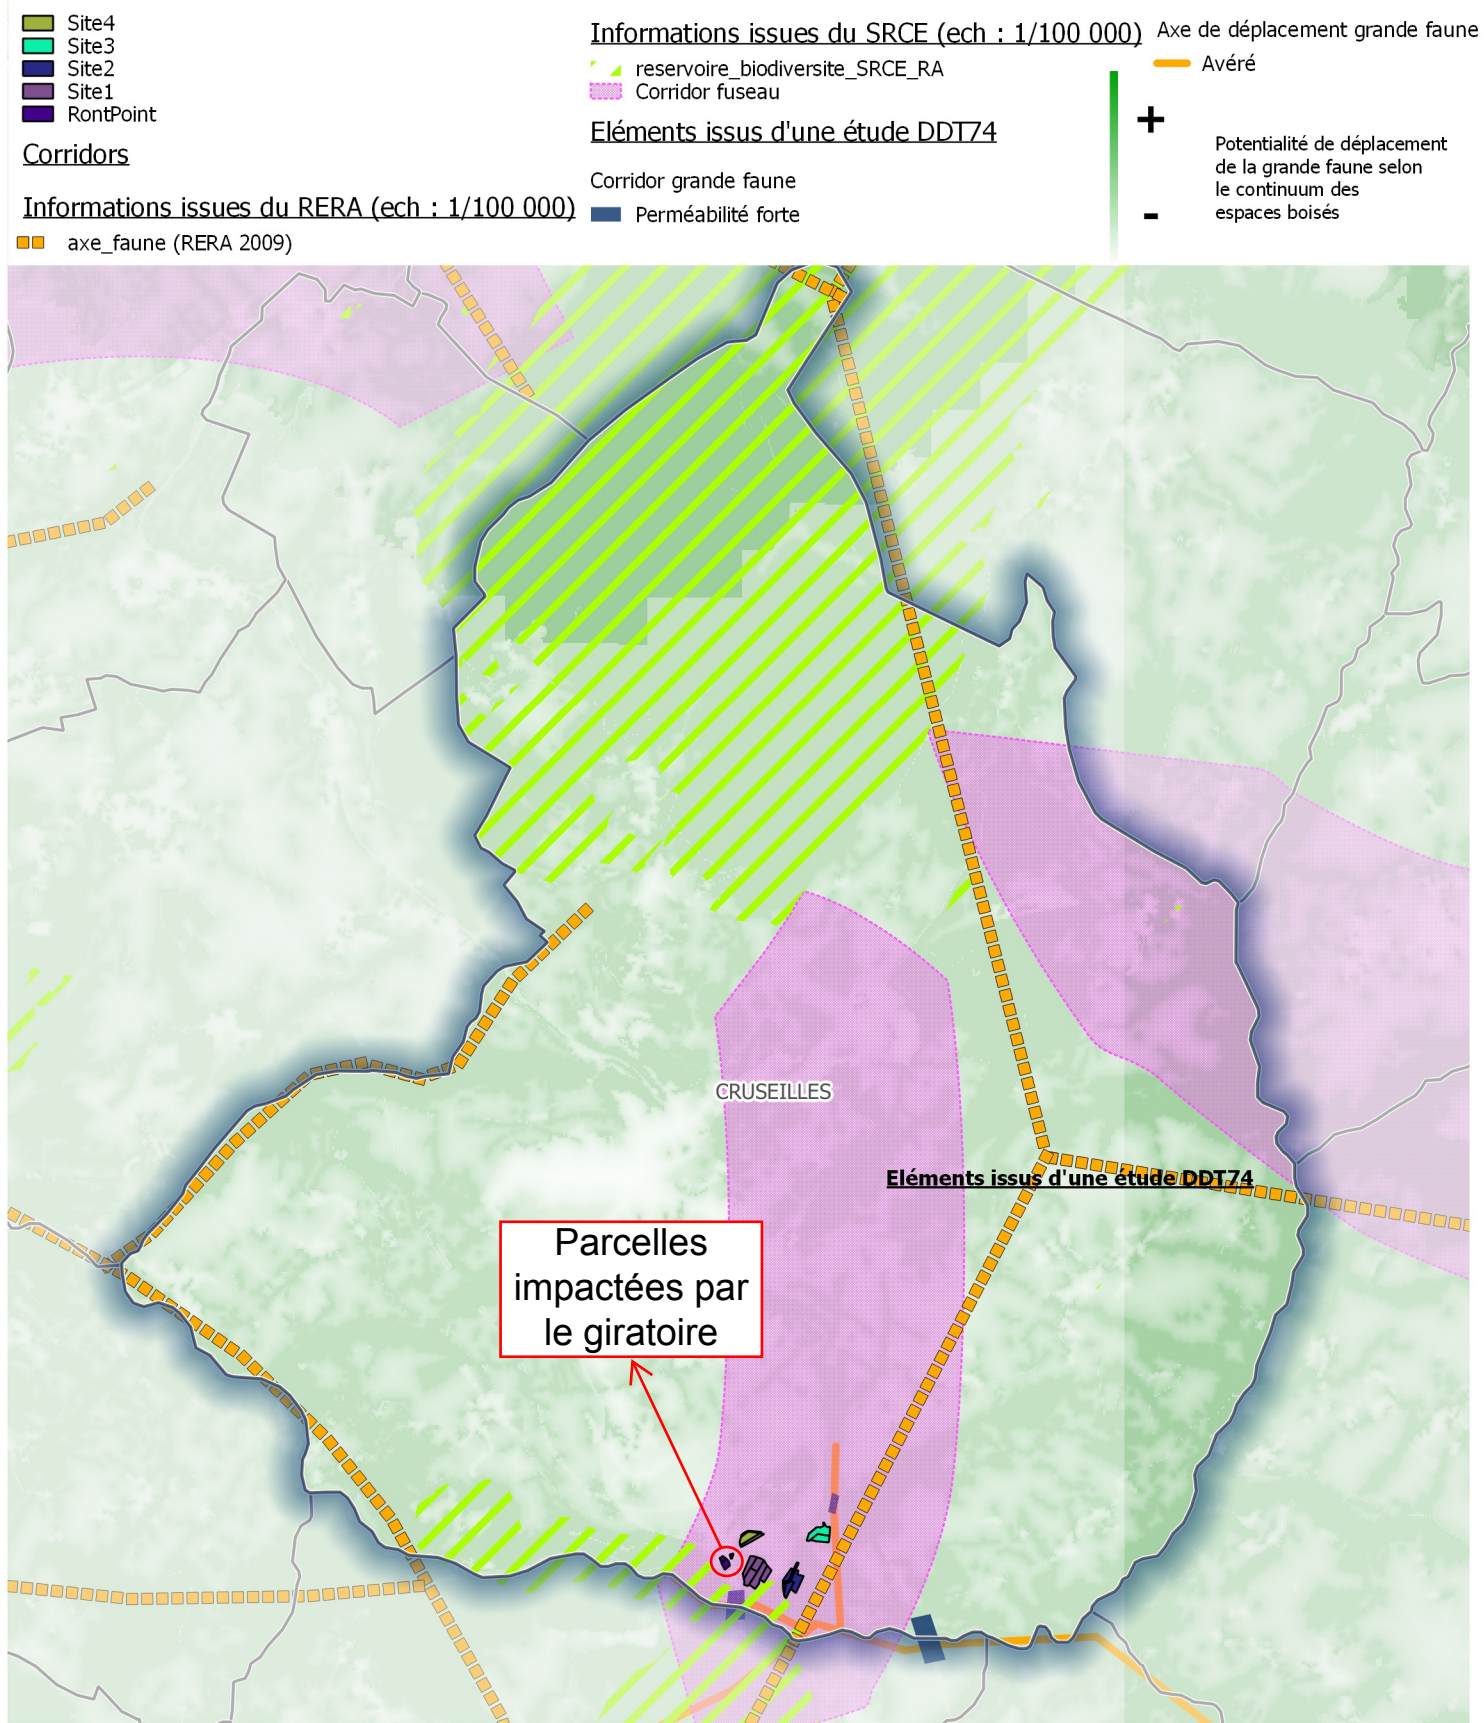 Site4
Site3
Site2
Site1
RontPoint
Corridors
Informations issues du RERA (ech : 1/100 000)
axe_faune (RERA 2009)
Informations issues du SRCE (ech : 1/100 000)
reservoire_biodiversite_SRCE_RA
Corridor fuseau
Eléments issus d'une étude DDT74
Corridor grande faune
Perméabilité forte
Axe de déplacement grande faune
Avéré
+
Potentialité de déplacement
de la grande faune selon
le continuum des
espaces boisés
-
CRUSEILLES
Eléments issus d'une étude DDT74
Parcelles
impactées par
le giratoire